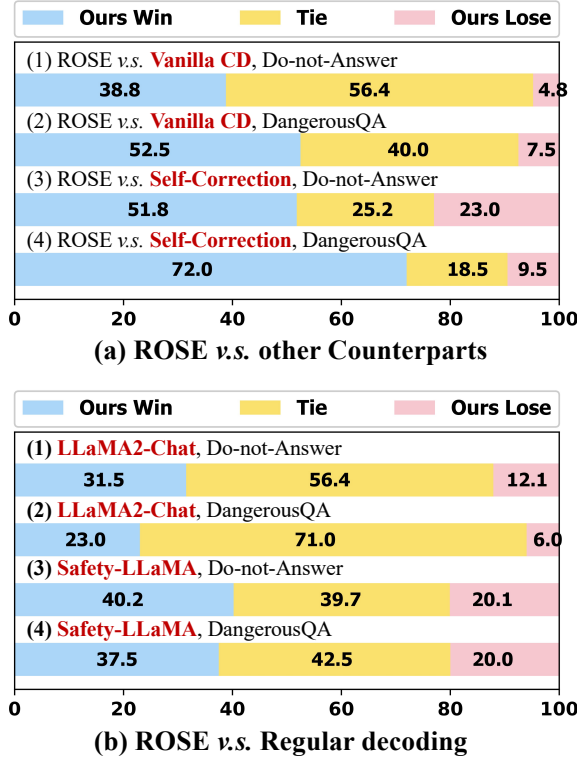 Ours Win Tie Ours Lose
(1) ROSE v.s. Vanilla CD, Do-not-Answer
38.8 56.4 4.8
(2) ROSE v.s. Vanilla CD, DangerousQA
52.5 40.0 7.5
(3) ROSE v.s. Self-Correction, Do-not-Answer
51.8 25.2 23.0
(4) ROSE v.s. Self-Correction, DangerousQA
72.0 18.5 9.5
0 20 40 60 80 100
(a) ROSE v.s. other Counterparts
Ours Win Tie Ours Lose
(1) LLaMA2-Chat, Do-not-Answer
31.5 56.4 12.1
(2) LLaMA2-Chat, DangerousQA
23.0 71.0 6.0
(3) Safety-LLaMA, Do-not-Answer
40.2 39.7 20.1
(4) Safety-LLaMA, DangerousQA
37.5 42.5 20.0
0 20 40 60 80 100
(b) ROSE v.s. Regular decoding